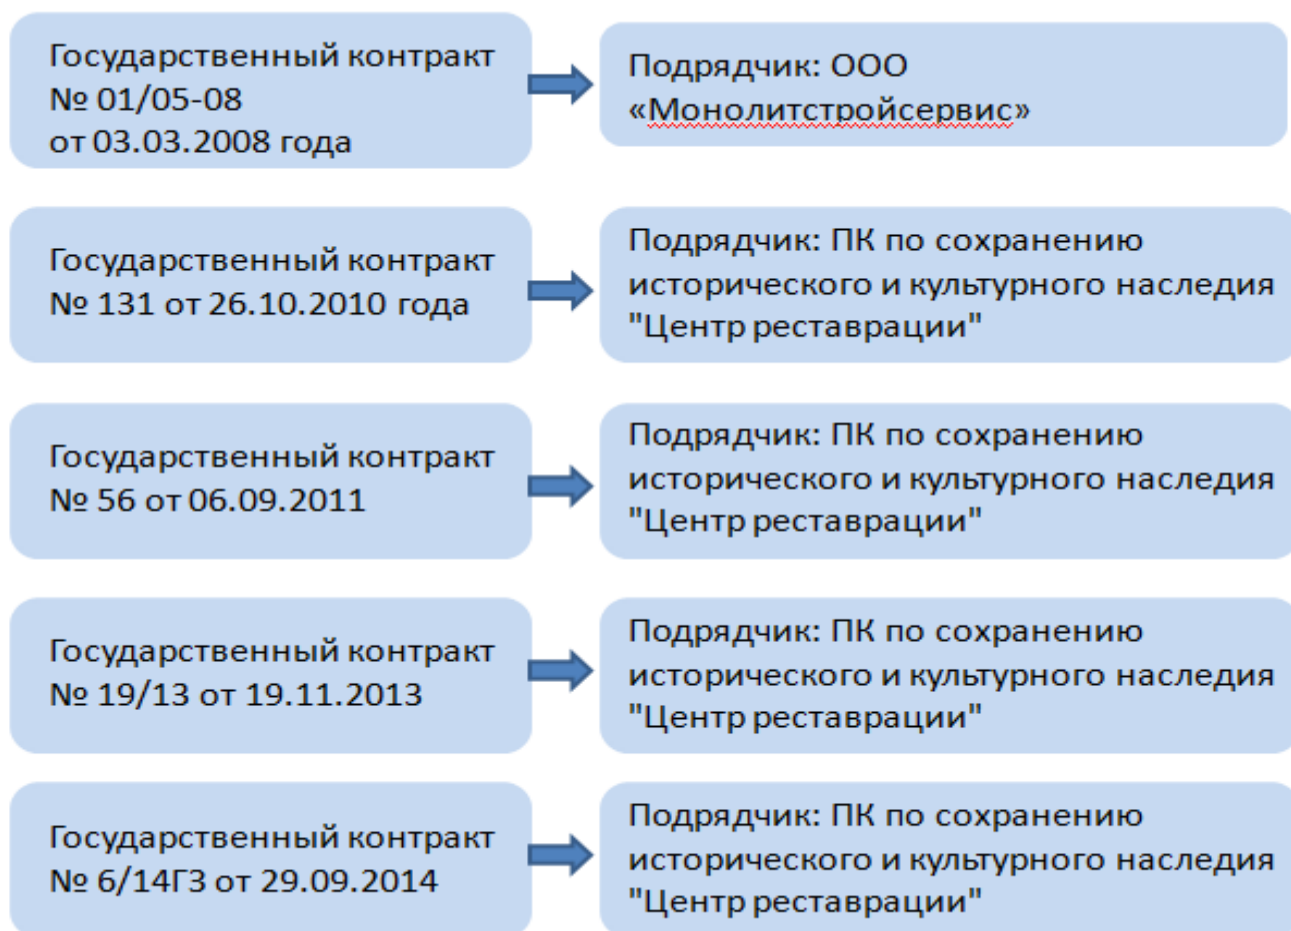 Государственный контракт
№ 01/05-08
от 03.03.2008 года
Подрядчик: ООО
«Монолитстройсервис»
Государственный контракт
№ 131 от 26.10.2010 года
Подрядчик: ПК по сохранению
исторического и культурного наследия
"Центр реставрации"
Государственный контракт
№ 56 от 06.09.2011
Подрядчик: ПК по сохранению
исторического и культурного наследия
"Центр реставрации"
Государственный контракт
№ 19/13 от 19.11.2013
Подрядчик: ПК по сохранению
исторического и культурного наследия
"Центр реставрации"
Государственный контракт
№ 6/14ГЗ от 29.09.2014
Подрядчик: ПК по сохранению
исторического и культурного наследия
"Центр реставрации"